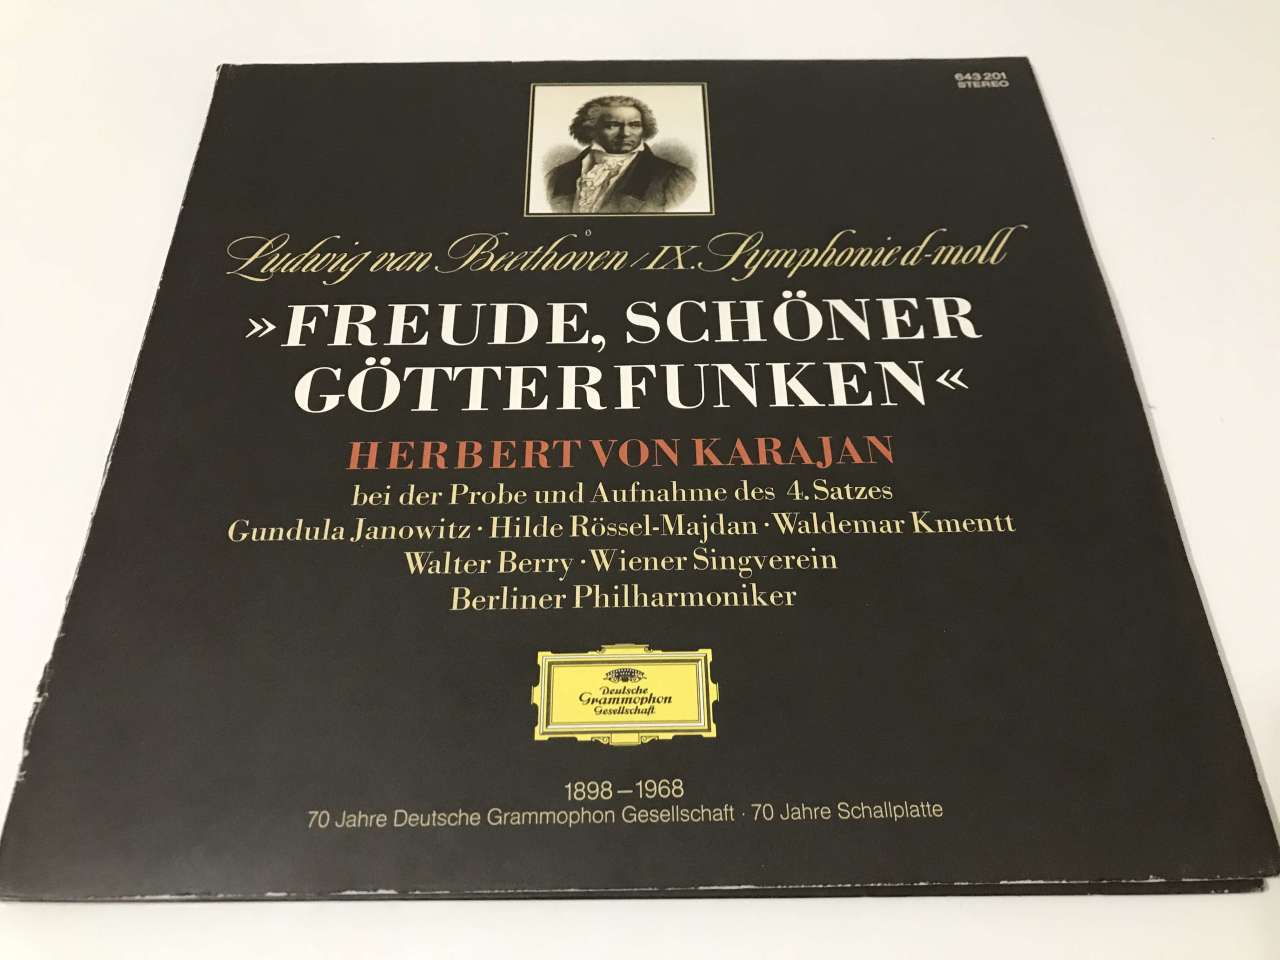 643 201
STEREO
Ludwig van Beethoven / IX. Symphonie d-moll
»FREUDE, SCHÖNER
GÖTTERFUNKEN«
HERBERT VON KARAJAN
bei der Probe und Aufnahme des 4. Satzes
Gundula Janowitz · Hilde Rössel-Majdan · Waldemar Kmentt
Walter Berry · Wiener Singverein
Berliner Philharmoniker
Deutsche
Grammophon
Gesellschaft
1898 – 1968
70 Jahre Deutsche Grammophon Gesellschaft · 70 Jahre Schallplatte